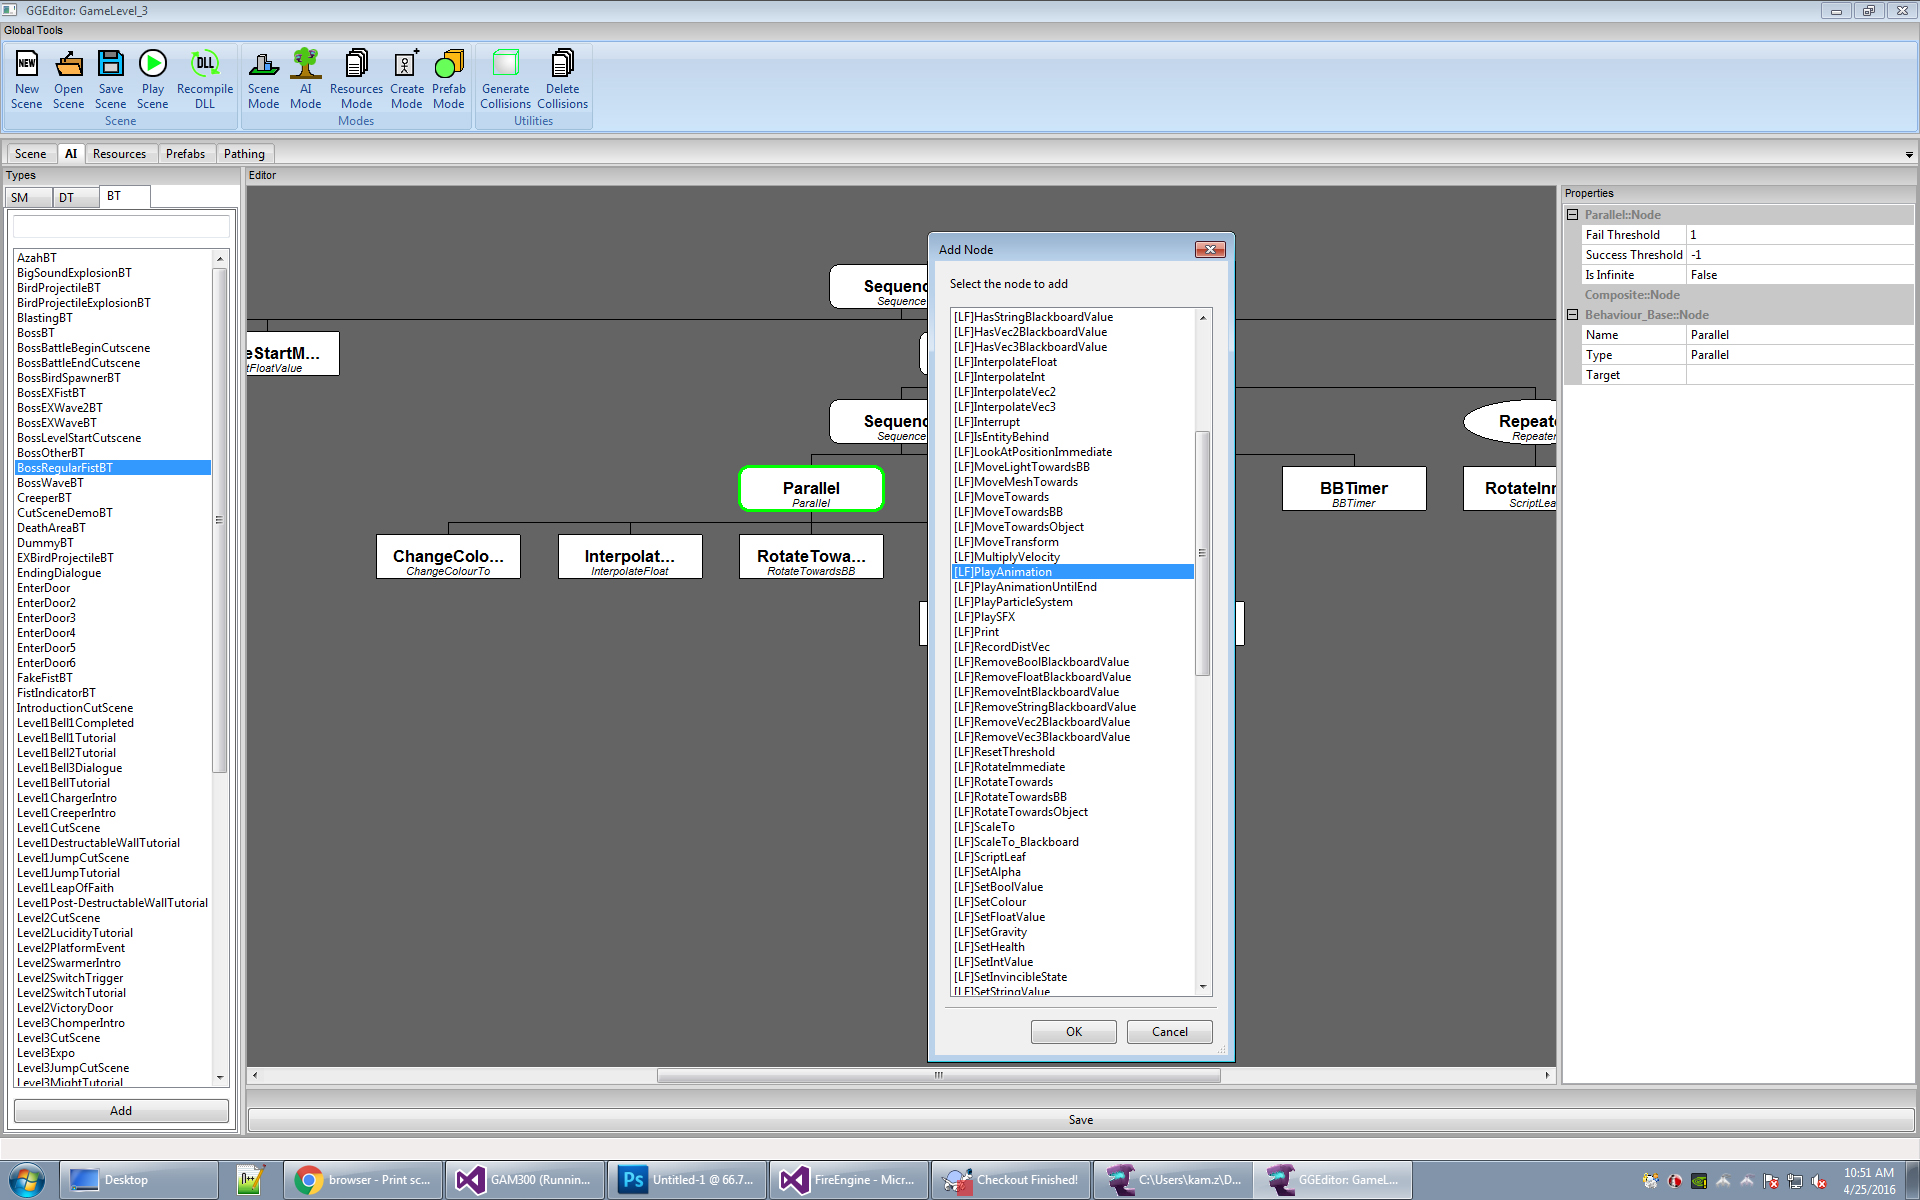 GGEditor: GameLevel_3
Global Tools
NEW
DLL
New Scene
Open Scene
Save Scene
Play Scene
Recompile DLL
Scene Mode
AI Mode
Resources Mode
Create Mode
Prefab Mode
Generate Collisions
Delete Collisions
Scene
Modes
Utilities
Scene
AI
Resources
Prefabs
Pathing
Types
SM
DT
BT
AzahBT
BigSoundExplosionBT
BirdProjectileBT
BirdProjectileExplosionBT
BlastingBT
BossBT
BossBattleBeginCutscene
BossBattleEndCutscene
BossBirdSpawnerBT
BossEXFistBT
BossEXWave2BT
BossEXWaveBT
BossLevelStartCutscene
BossOtherBT
BossRegularFistBT
BossWaveBT
CreeperBT
CutSceneDemoBT
DeathAreaBT
DummyBT
EXBirdProjectileBT
EndingDialogue
EnterDoor
EnterDoor2
EnterDoor3
EnterDoor4
EnterDoor5
EnterDoor6
FakeFistBT
FistIndicatorBT
IntroductionCutScene
Level1Bell1Completed
Level1Bell1Tutorial
Level1Bell2Tutorial
Level1Bell3Dialogue
Level1BellTutorial
Level1ChargerIntro
Level1CreeperIntro
Level1CutScene
Level1DestructableWallTutorial
Level1JumpCutScene
Level1JumpTutorial
Level1LeapOfFaith
Level1Post-DestructableWallTutorial
Level2CutScene
Level2LucidityTutorial
Level2PlatformEvent
Level2SwarmerIntro
Level2SwitchTrigger
Level2SwitchTutorial
Level2VictoryDoor
Level3ChomperIntro
Level3CutScene
Level3Expo
Level3JumpCutScene
Level3MightTutorial
Add
Editor
Sequenc
Sequence
eStartM...
tFloatValue
Sequenc
Sequence
Repeate
Repeater
Parallel
Parallel
BBTimer
BBTimer
RotateInn
ScriptLea
ChangeColo...
ChangeColourTo
Interpolat...
InterpolateFloat
RotateTowa...
RotateTowardsBB
Add Node
Select the node to add
[LF]HasStringBlackboardValue
[LF]HasVec2BlackboardValue
[LF]HasVec3BlackboardValue
[LF]InterpolateFloat
[LF]InterpolateInt
[LF]InterpolateVec2
[LF]InterpolateVec3
[LF]Interrupt
[LF]IsEntityBehind
[LF]LookAtPositionImmediate
[LF]MoveLightTowardsBB
[LF]MoveMeshTowards
[LF]MoveTowards
[LF]MoveTowardsBB
[LF]MoveTowardsObject
[LF]MoveTransform
[LF]MultiplyVelocity
[LF]PlayAnimation
[LF]PlayAnimationUntilEnd
[LF]PlayParticleSystem
[LF]PlaySFX
[LF]Print
[LF]RecordDistVec
[LF]RemoveBoolBlackboardValue
[LF]RemoveFloatBlackboardValue
[LF]RemoveIntBlackboardValue
[LF]RemoveStringBlackboardValue
[LF]RemoveVec2BlackboardValue
[LF]RemoveVec3BlackboardValue
[LF]ResetThreshold
[LF]RotateImmediate
[LF]RotateTowards
[LF]RotateTowardsBB
[LF]RotateTowardsObject
[LF]ScaleTo
[LF]ScaleTo_Blackboard
[LF]ScriptLeaf
[LF]SetAlpha
[LF]SetBoolValue
[LF]SetColour
[LF]SetFloatValue
[LF]SetGravity
[LF]SetHealth
[LF]SetIntValue
[LF]SetInvincibleState
[LF]SetStringValue
OK
Cancel
Save
Properties
Parallel::Node
Fail Threshold 1
Success Threshold -1
Is Infinite False
Composite::Node
Behaviour_Base::Node
Name Parallel
Type Parallel
Target
Desktop
browser - Print sc...
GAM300 (Runnin...
Ps
Untitled-1 @ 66.7...
FireEngine - Micr...
Checkout Finished!
C:\Users\kam.z\D...
GGEditor: GameL...
10:51 AM
4/25/2016